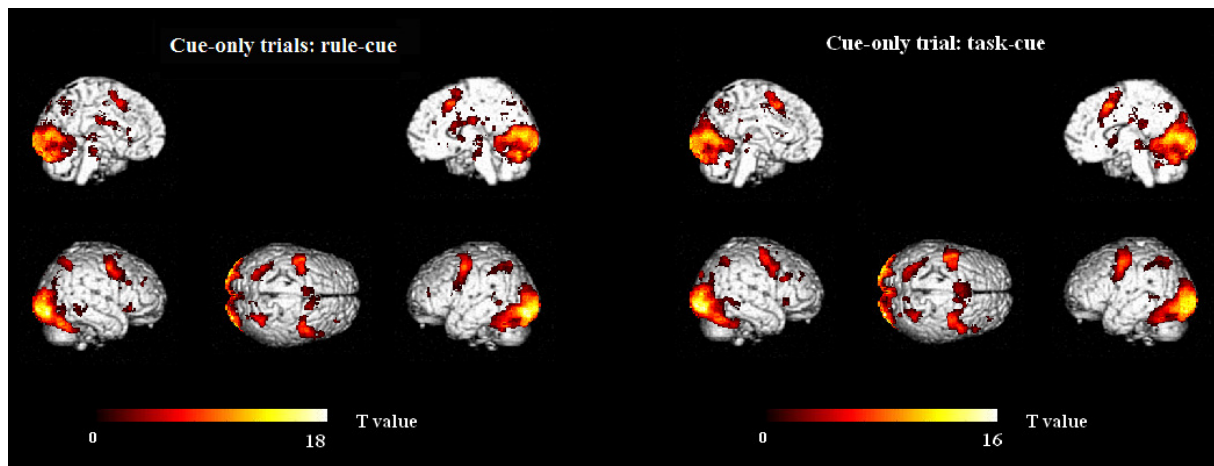 Cue-only trials: rule-cue
Cue-only trial: task-cue
T value
0
18
T value
0
16